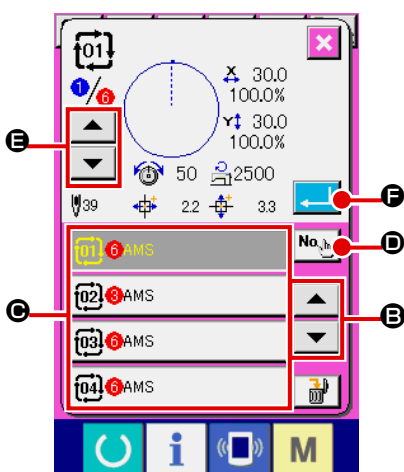 01
X 30.0
100.0%
1/6
Y 30.0
100.0%
E
50 2500
F
39 2.2 3.3
No.
D
01 6 AMS
02 3 AMS
C
B
03 6 AMS
04 6 AMS
i M